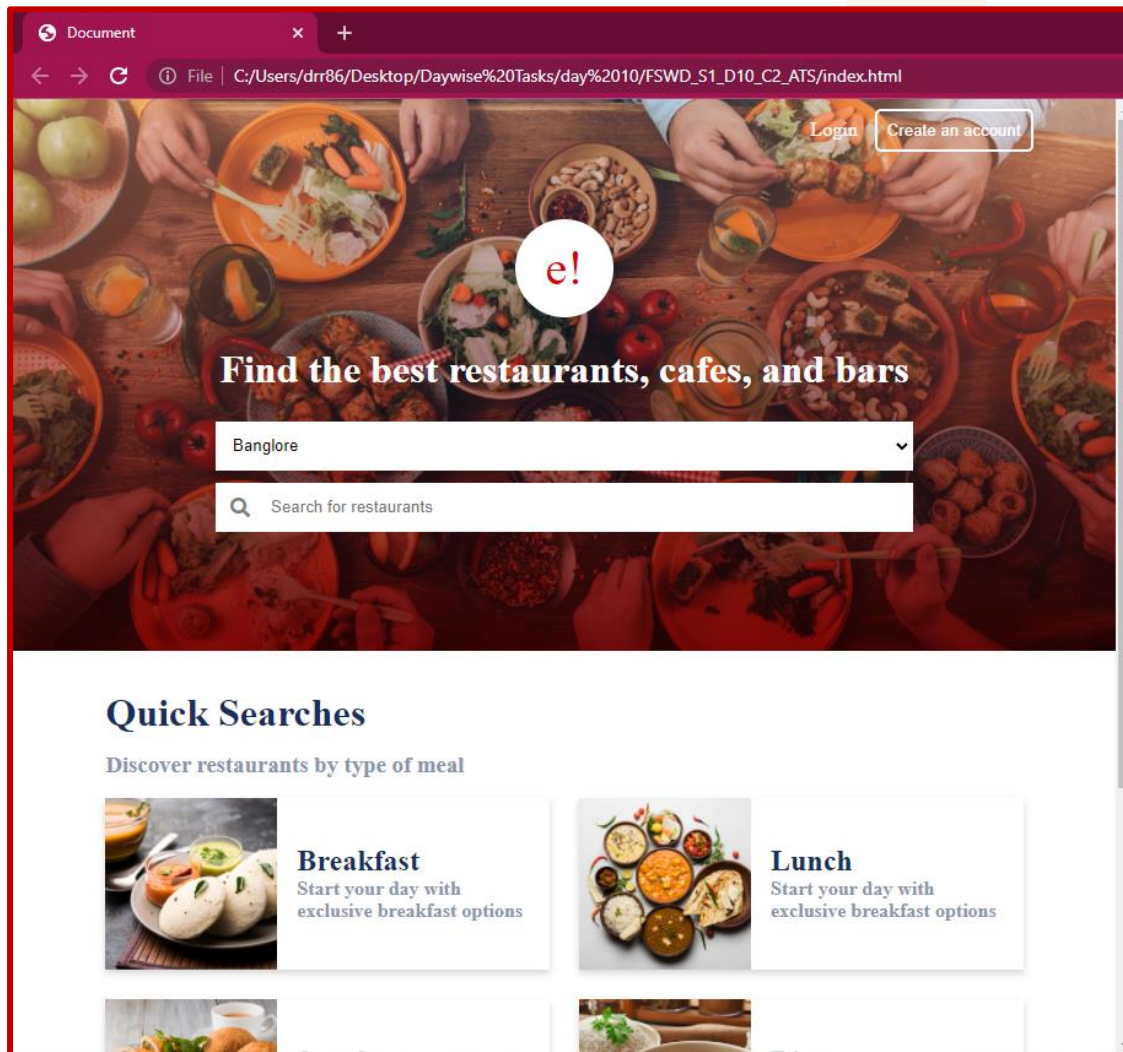 Document
File C:/Users/drr86/Desktop/Daywise%20Tasks/day%2010/FSWD_S1_D10_C2_ATS/index.html
Login Create an account
e!
Find the best restaurants, cafes, and bars
Banglore
Search for restaurants
Quick Searches
Discover restaurants by type of meal
Breakfast
Start your day with
exclusive breakfast options
Lunch
Start your day with
exclusive breakfast options